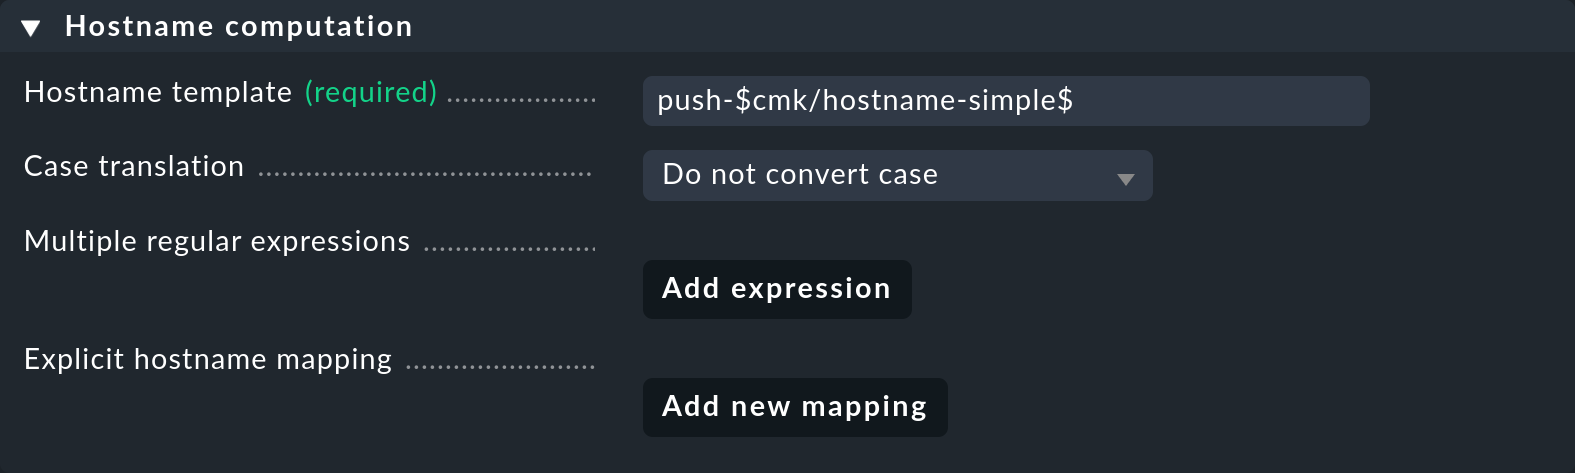 Hostname computation
Hostname template (required) push-$cmk/hostname-simple$
Case translation Do not convert case
Multiple regular expressions
Add expression
Explicit hostname mapping
Add new mapping